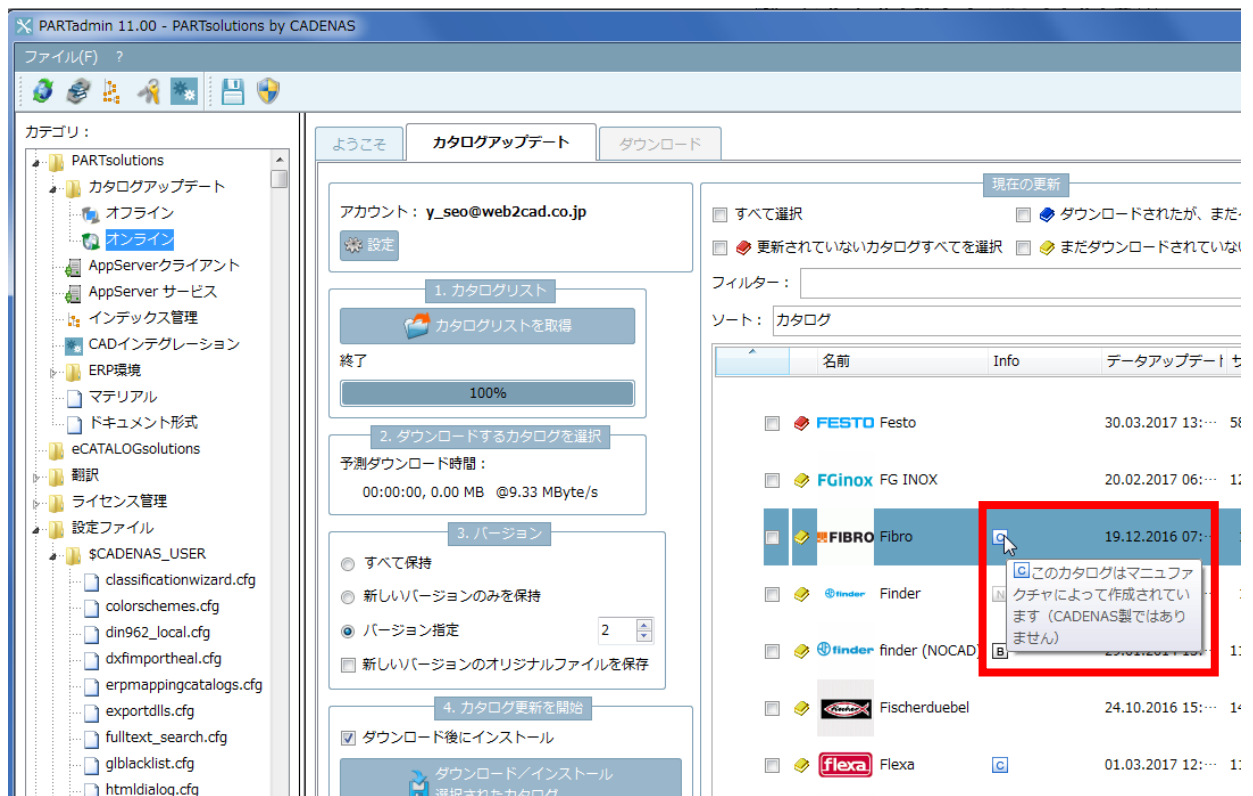 PARTadmin 11.00 - PARTsolutions by CADENAS
ファイル(F) ?
カテゴリ：
PARTsolutions
カタログアップデート
オフライン
オンライン
AppServerクライアント
AppServer サービス
インデックス管理
CADインテグレーション
ERP環境
マテリアル
ドキュメント形式
eCATALOGsolutions
翻訳
ライセンス管理
設定ファイル
$CADENAS_USER
classificationwizard.cfg
colorschemes.cfg
din962_local.cfg
dxfimportheal.cfg
erpmappingcatalogs.cfg
exportdlls.cfg
fulltext_search.cfg
glblacklist.cfg
htmldialog.cfg
ようこそ カタログアップデート ダウンロード
アカウント： y_seo@web2cad.co.jp
設定
1. カタログリスト
カタログリストを取得
終了
100%
2. ダウンロードするカタログを選択
予測ダウンロード時間：
00:00:00, 0.00 MB @9.33 MByte/s
3. バージョン
すべて保持
新しいバージョンのみを保持
バージョン指定 2
新しいバージョンのオリジナルファイルを保存
4. カタログ更新を開始
ダウンロード後にインストール
ダウンロード／インストール
選択されたカタログ
現在の更新
すべて選択 ダウンロードされたが、まだ
更新されていないカタログすべてを選択 まだダウンロードされていな
フィルター：
ソート： カタログ
名前 Info データアップデート サ
FESTO Festo 30.03.2017 13:… 58
FGinox FG INOX 20.02.2017 06:… 12
FIBRO Fibro C 19.12.2016 07:…
Cこのカタログはマニュファ
クチャによって作成されてい
ます（CADENAS製ではあり
ません）
finder Finder N
finder finder (NOCAD) B 11
Fischer Fischerduebel 24.10.2016 15:… 14
flexa Flexa C 01.03.2017 12:… 11